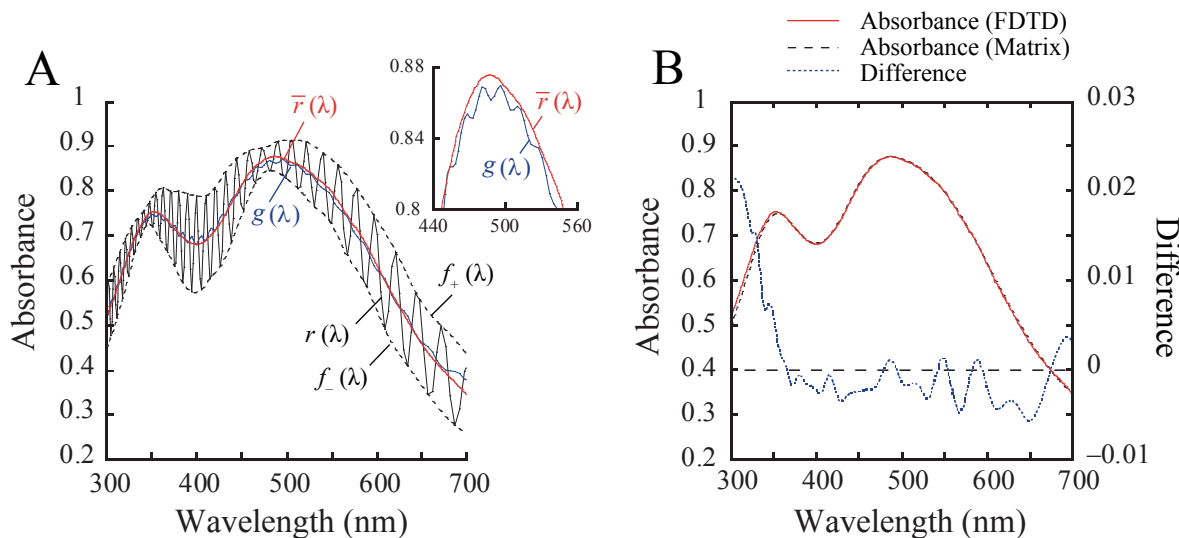 A
Absorbance
1
0.9
0.8
0.7
0.6
0.5
0.4
0.3
0.2
300
400
500
600
700
Wavelength (nm)
r̅ (λ)
g (λ)
r (λ)
f₊ (λ)
f₋ (λ)
0.88
0.84
0.8
440
500
560
r̅ (λ)
g (λ)
Absorbance (FDTD)
Absorbance (Matrix)
Difference
B
Absorbance
1
0.9
0.8
0.7
0.6
0.5
0.4
0.3
0.2
300
400
500
600
700
Wavelength (nm)
0.03
0.02
0.01
0
−0.01
Difference